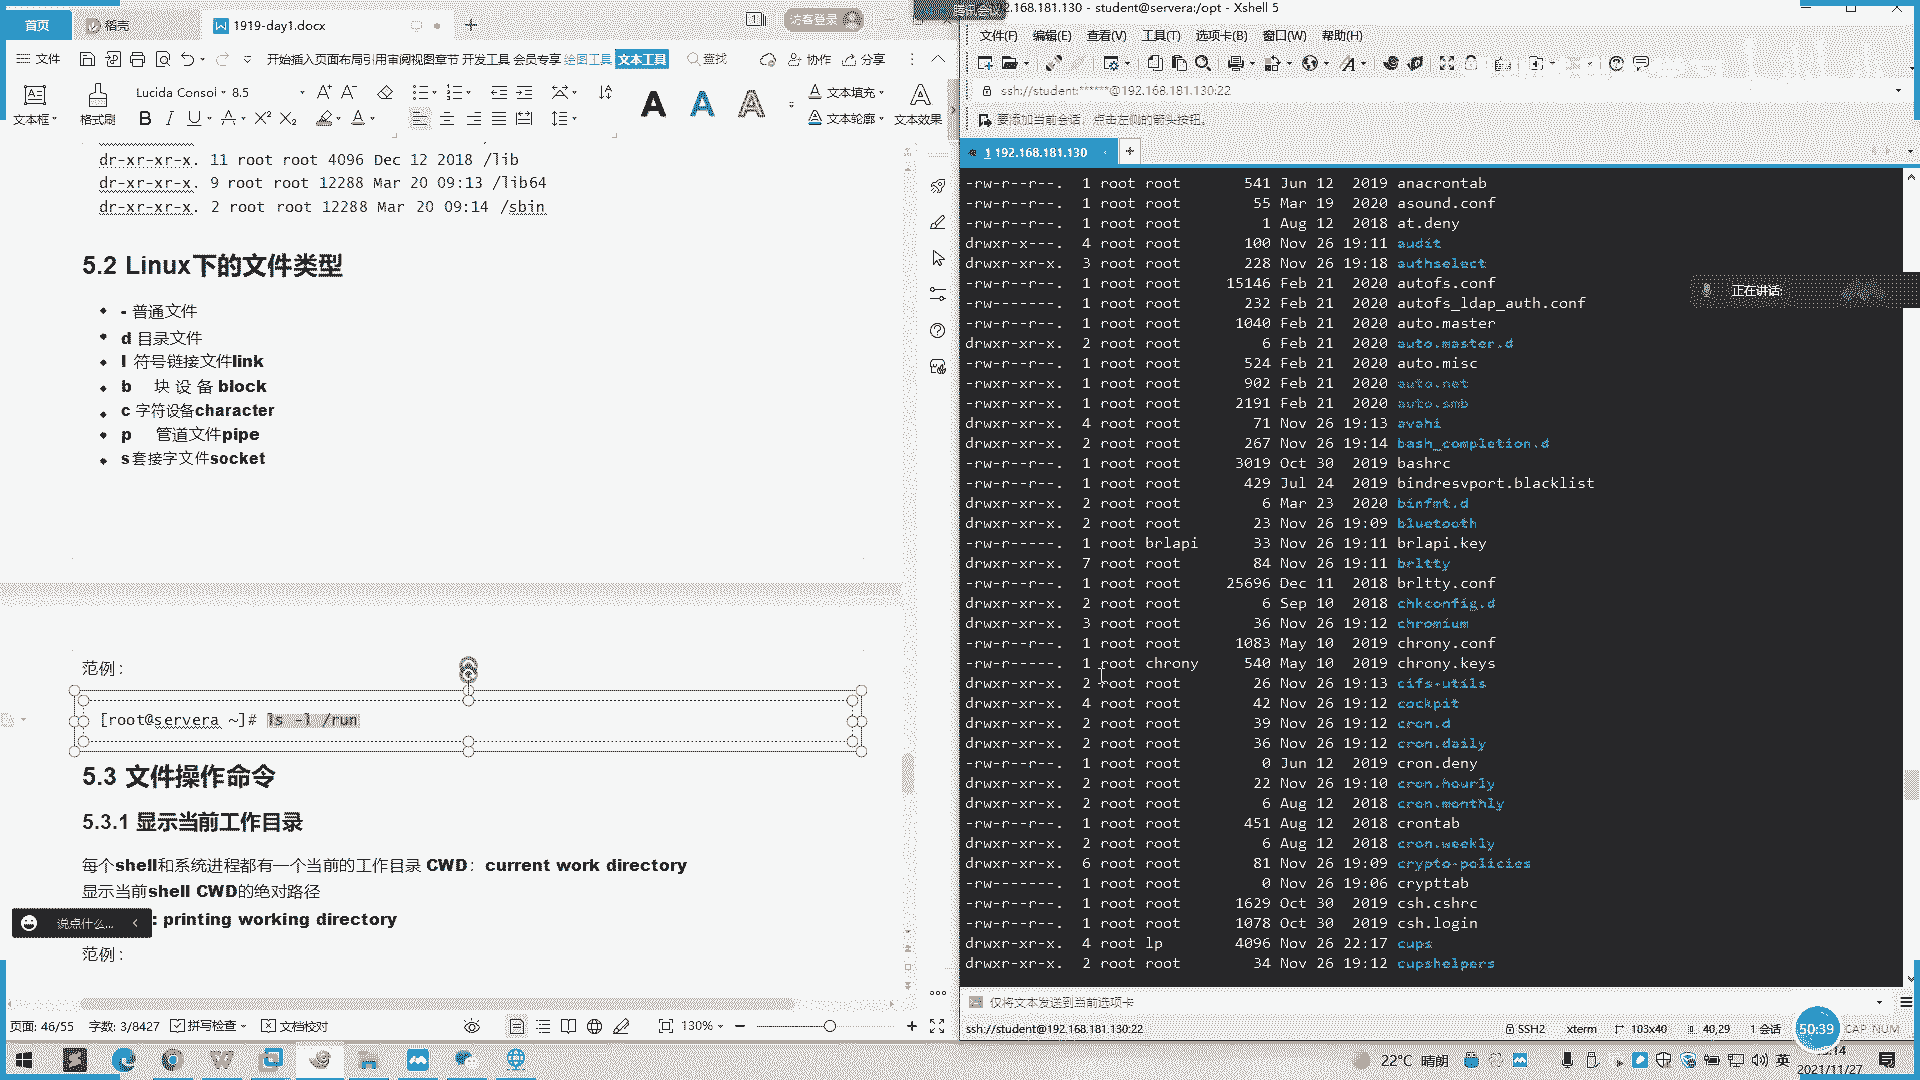 首页
稻壳
1919-day1.docx
访客登录
文件
开始 插入 页面布局 引用 审阅 视图 章节 开发工具 会员专享 绘图工具 文本工具
查找
协作
分享
文本框
格式刷
Lucida Consol
8.5
文本填充
文本轮廓
文本效果
dr-xr-xr-x. 11 root root 4096 Dec 12 2018 /lib
dr-xr-xr-x. 9 root root 12288 Mar 20 09:13 /lib64
dr-xr-xr-x. 2 root root 12288 Mar 20 09:14 /sbin
5.2 Linux下的文件类型
- 普通文件
d 目录文件
l 符号链接文件link
b 块 设 备 block
c 字符设备character
p 管道文件pipe
s 套接字文件socket
范例：
[root@servera ~]# ls -l /run
5.3 文件操作命令
5.3.1 显示当前工作目录
每个shell和系统进程都有一个当前的工作目录 CWD：current work directory
显示当前shell CWD的绝对路径
: printing working directory
说点什么...
范例：
页面: 46/55 字数: 3/8427 拼写检查 文档校对
130%
192.168.181.130 - student@servera:/opt - Xshell 5
文件(F) 编辑(E) 查看(V) 工具(T) 选项卡(B) 窗口(W) 帮助(H)
ssh://student:******@192.168.181.130:22
要添加当前会话，点击左侧的箭头按钮。
1 192.168.181.130
-rw-r--r--. 1 root root 541 Jun 12 2019 anacrontab
-rw-r--r--. 1 root root 55 Mar 19 2020 asound.conf
-rw-r--r--. 1 root root 1 Aug 12 2018 at.deny
drwxr-x---. 4 root root 100 Nov 26 19:11 audit
drwxr-xr-x. 3 root root 228 Nov 26 19:18 authselect
-rw-r--r--. 1 root root 15146 Feb 21 2020 autofs.conf
-rw-------. 1 root root 232 Feb 21 2020 autofs_ldap_auth.conf
-rw-r--r--. 1 root root 1040 Feb 21 2020 auto.master
drwxr-xr-x. 2 root root 6 Feb 21 2020 auto.master.d
-rw-r--r--. 1 root root 524 Feb 21 2020 auto.misc
-rwxr-xr-x. 1 root root 902 Feb 21 2020 auto.net
-rwxr-xr-x. 1 root root 2191 Feb 21 2020 auto.smb
drwxr-xr-x. 4 root root 71 Nov 26 19:13 avahi
drwxr-xr-x. 2 root root 267 Nov 26 19:14 bash_completion.d
-rw-r--r--. 1 root root 3019 Oct 30 2019 bashrc
-rw-r--r--. 1 root root 429 Jul 24 2019 bindresvport.blacklist
drwxr-xr-x. 2 root root 6 Mar 23 2020 binfmt.d
drwxr-xr-x. 2 root root 23 Nov 26 19:09 bluetooth
-rw-r-----. 1 root brlapi 33 Nov 26 19:11 brlapi.key
drwxr-xr-x. 7 root root 84 Nov 26 19:11 brltty
-rw-r--r--. 1 root root 25696 Dec 11 2018 brltty.conf
drwxr-xr-x. 2 root root 6 Sep 10 2018 chkconfig.d
drwxr-xr-x. 3 root root 36 Nov 26 19:12 chromium
-rw-r--r--. 1 root root 1083 May 10 2019 chrony.conf
-rw-r-----. 1 root chrony 540 May 10 2019 chrony.keys
drwxr-xr-x. 2 root root 26 Nov 26 19:13 cifs-utils
drwxr-xr-x. 4 root root 42 Nov 26 19:12 cockpit
drwxr-xr-x. 2 root root 39 Nov 26 19:12 cron.d
drwxr-xr-x. 2 root root 36 Nov 26 19:12 cron.daily
-rw-r--r--. 1 root root 0 Jun 12 2019 cron.deny
drwxr-xr-x. 2 root root 22 Nov 26 19:10 cron.hourly
drwxr-xr-x. 2 root root 6 Aug 12 2018 cron.monthly
-rw-r--r--. 1 root root 451 Aug 12 2018 crontab
drwxr-xr-x. 2 root root 6 Aug 12 2018 cron.weekly
drwxr-xr-x. 6 root root 81 Nov 26 19:09 crypto-policies
-rw-------. 1 root root 0 Nov 26 19:06 crypttab
-rw-r--r--. 1 root root 1629 Oct 30 2019 csh.cshrc
-rw-r--r--. 1 root root 1078 Oct 30 2019 csh.login
drwxr-xr-x. 4 root lp 4096 Nov 26 22:17 cups
drwxr-xr-x. 2 root root 34 Nov 26 19:12 cupshelpers
正在讲话:
仅将文本发送到当前选项卡
ssh://student@192.168.181.130:22
SSH2 xterm 103x40 40,29 1 会话 CAP NUM
50:39
22°C 晴朗
英
2021/11/27